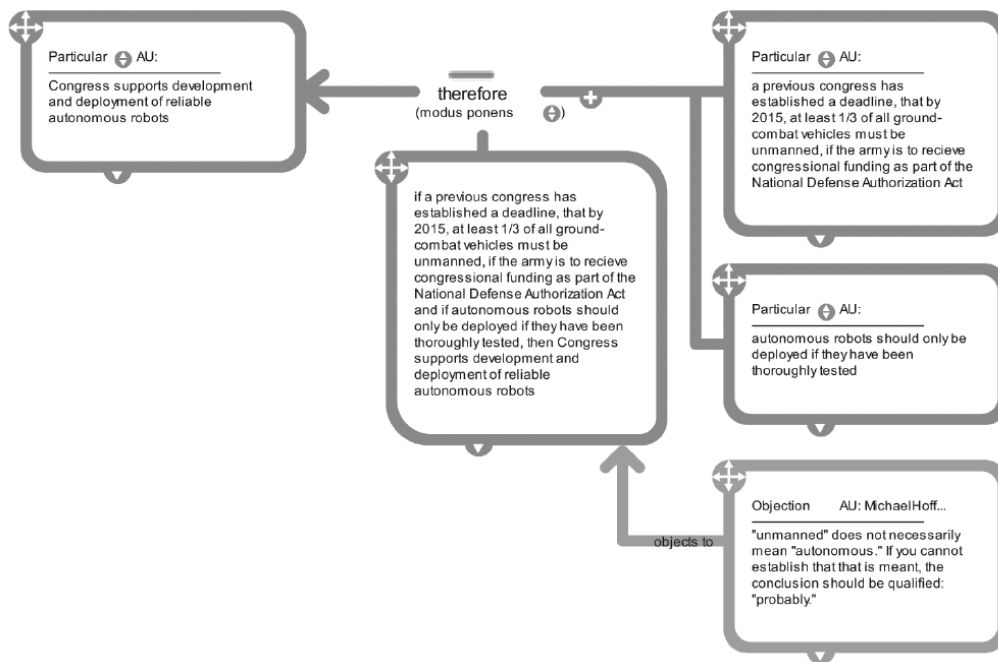 Particular AU:
Congress supports development
and deployment of reliable
autonomous robots
therefore
(modus ponens )
Particular AU:
a previous congress has
established a deadline, that by
2015, at least 1/3 of all ground-
combat vehicles must be
unmanned, if the army is to recieve
congressional funding as part of the
National Defense Authorization Act
if a previous congress has
established a deadline, that by
2015, at least 1/3 of all ground-
combat vehicles must be
unmanned, if the army is to recieve
congressional funding as part of the
National Defense Authorization Act
and if autonomous robots should
only be deployed if they have been
thoroughly tested, then Congress
supports development and
deployment of reliable
autonomous robots
Particular AU:
autonomous robots should only be
deployed if they have been
thoroughly tested
objects to
Objection AU: MichaelHoff...
"unmanned" does not necessarily
mean "autonomous." If you cannot
establish that that is meant, the
conclusion should be qualified:
"probably."